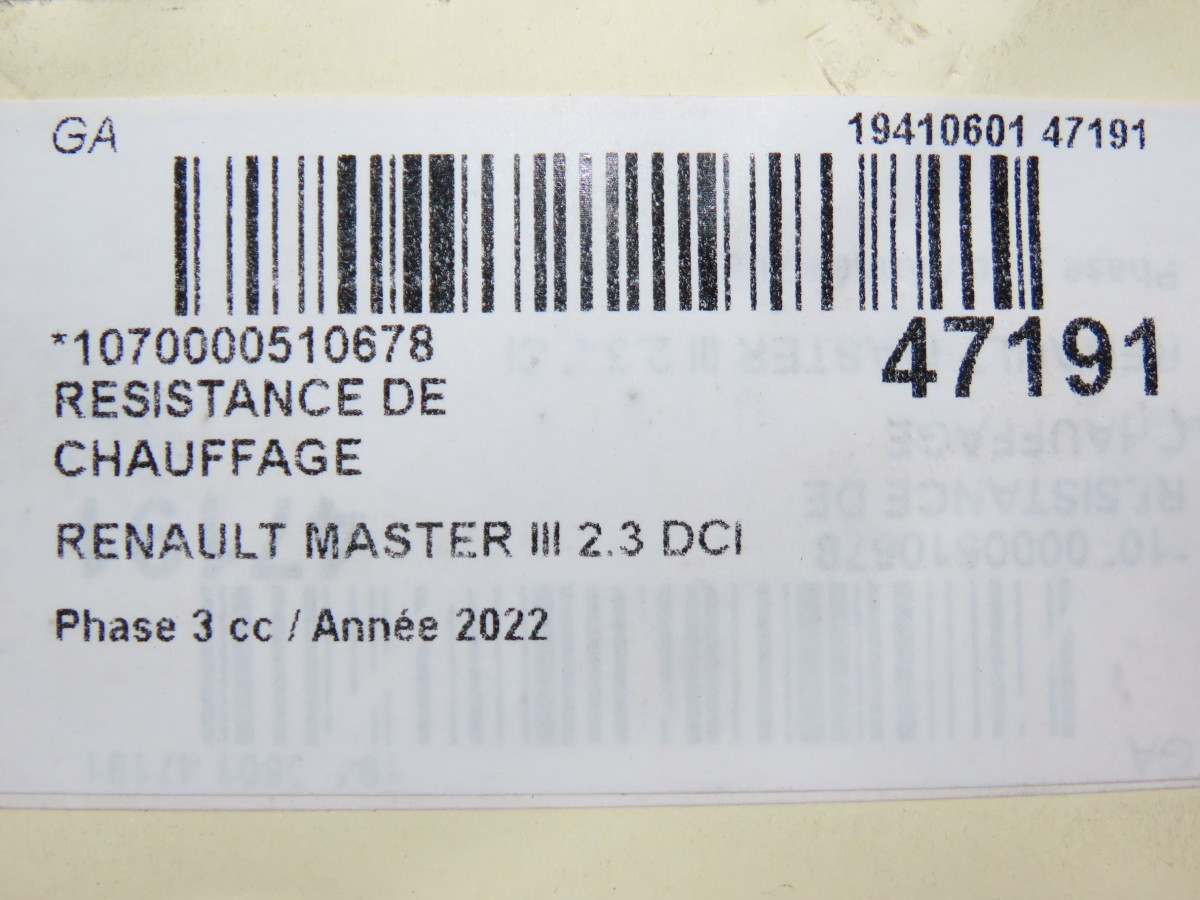 GA
19410601 47191
*1070000510678
47191
RESISTANCE DE
CHAUFFAGE
RENAULT MASTER III 2.3 DCI
Phase 3 cc / Année 2022